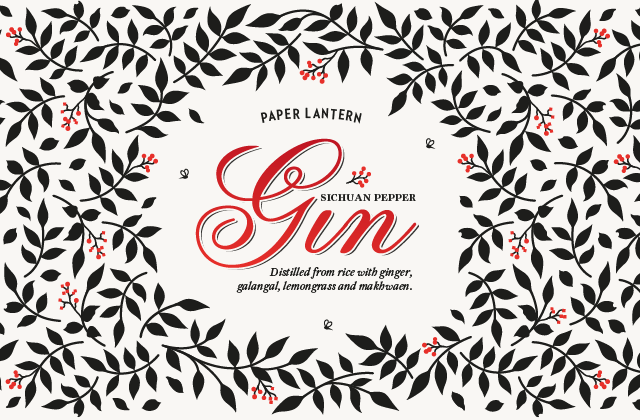 PAPER LANTERN
Gin
SICHUAN PEPPER
Distilled from rice with ginger,
galangal, lemongrass and makhwaen.